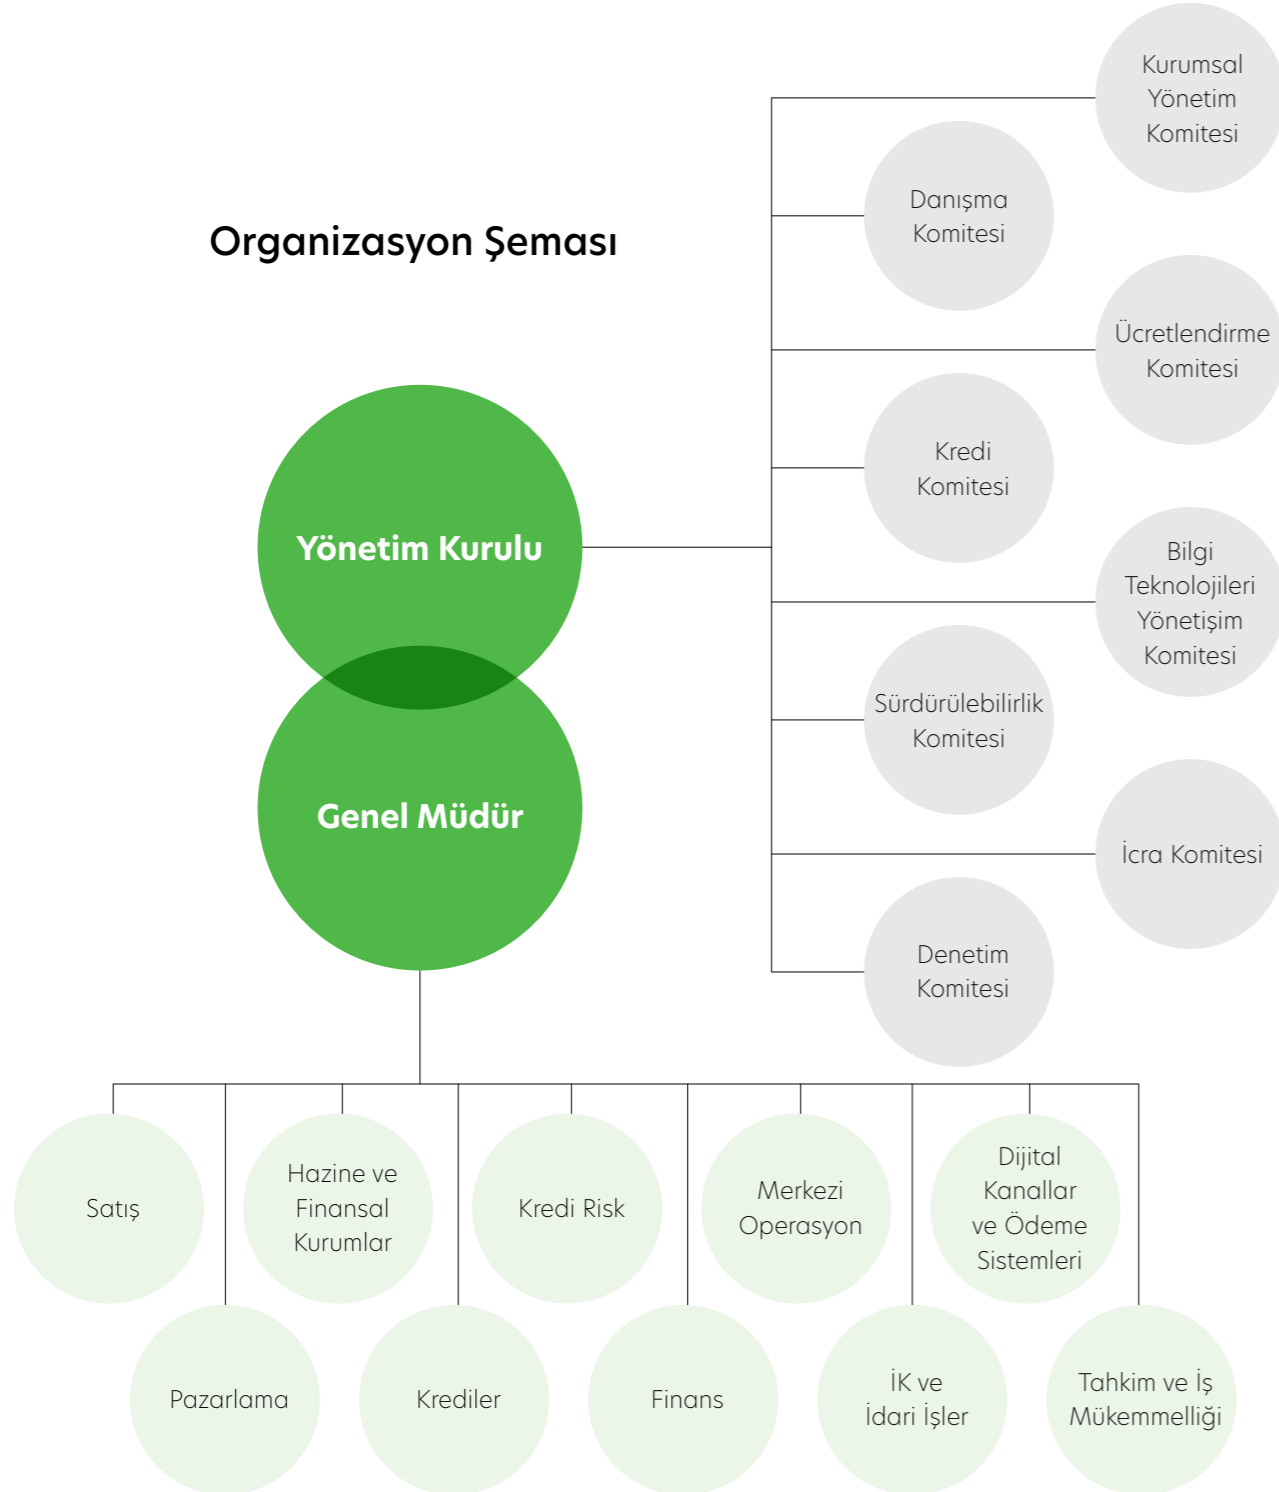 Organizasyon Şeması
Kurumsal
Yönetim
Komitesi
Danışma
Komitesi
Ücretlendirme
Komitesi
Kredi
Komitesi
Yönetim Kurulu
Bilgi
Teknolojileri
Yönetişim
Komitesi
Sürdürülebilirlik
Komitesi
Genel Müdür
İcra Komitesi
Denetim
Komitesi
Satış
Hazine ve
Finansal
Kurumlar
Kredi Risk
Merkezi
Operasyon
Dijital
Kanallar
ve Ödeme
Sistemleri
Pazarlama
Krediler
Finans
İK ve
İdari İşler
Tahkim ve İş
Mükemmelliği